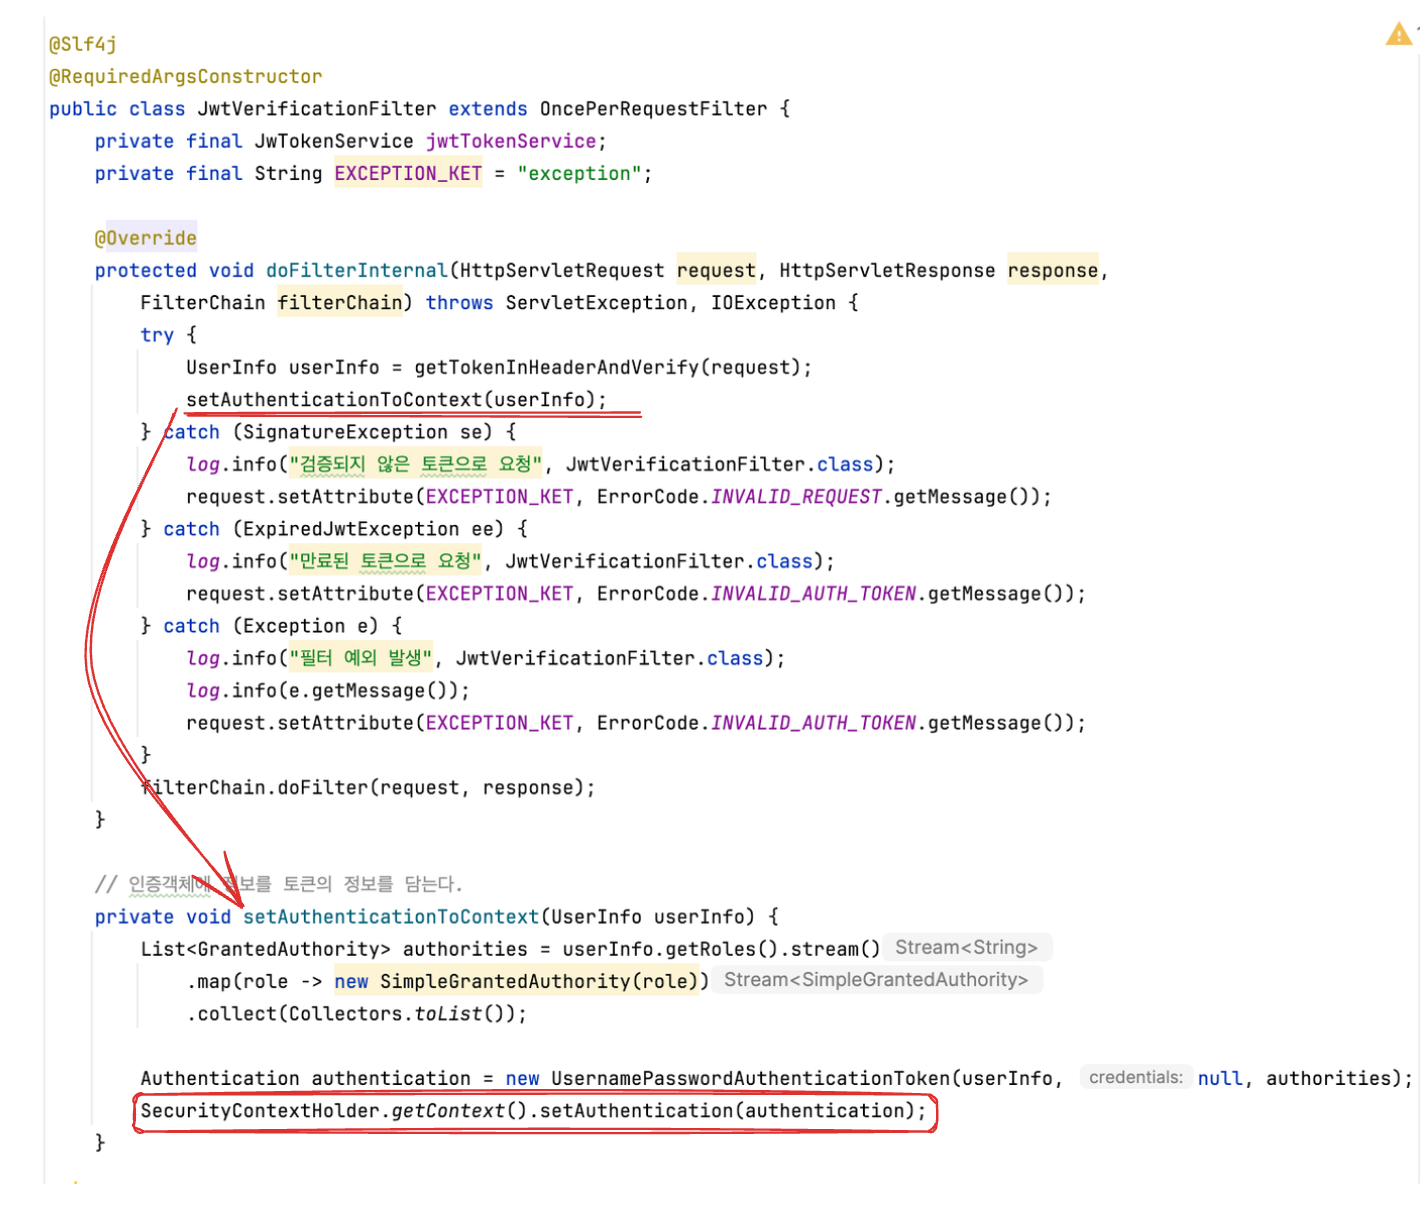 @Slf4j
@RequiredArgsConstructor
public class JwtVerificationFilter extends OncePerRequestFilter {
private final JwTokenService jwtTokenService;
private final String EXCEPTION_KET = "exception";
@Override
protected void doFilterInternal(HttpServletRequest request, HttpServletResponse response,
FilterChain filterChain) throws ServletException, IOException {
try {
UserInfo userInfo = getTokenInHeaderAndVerify(request);
setAuthenticationToContext(userInfo);
} catch (SignatureException se) {
log.info("검증되지 않은 토큰으로 요청", JwtVerificationFilter.class);
request.setAttribute(EXCEPTION_KET, ErrorCode.INVALID_REQUEST.getMessage());
} catch (ExpiredJwtException ee) {
log.info("만료된 토큰으로 요청", JwtVerificationFilter.class);
request.setAttribute(EXCEPTION_KET, ErrorCode.INVALID_AUTH_TOKEN.getMessage());
} catch (Exception e) {
log.info("필터 예외 발생", JwtVerificationFilter.class);
log.info(e.getMessage());
request.setAttribute(EXCEPTION_KET, ErrorCode.INVALID_AUTH_TOKEN.getMessage());
}
filterChain.doFilter(request, response);
}
// 인증객체에 정보를 토큰의 정보를 담는다.
private void setAuthenticationToContext(UserInfo userInfo) {
List<GrantedAuthority> authorities = userInfo.getRoles().stream() Stream<String>
.map(role -> new SimpleGrantedAuthority(role)) Stream<SimpleGrantedAuthority>
.collect(Collectors.toList());
Authentication authentication = new UsernamePasswordAuthenticationToken(userInfo, credentials: null, authorities);
SecurityContextHolder.getContext().setAuthentication(authentication);
}